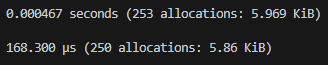 0.000467 seconds (253 allocations: 5.969 KiB)
168.300 μs (250 allocations: 5.86 KiB)